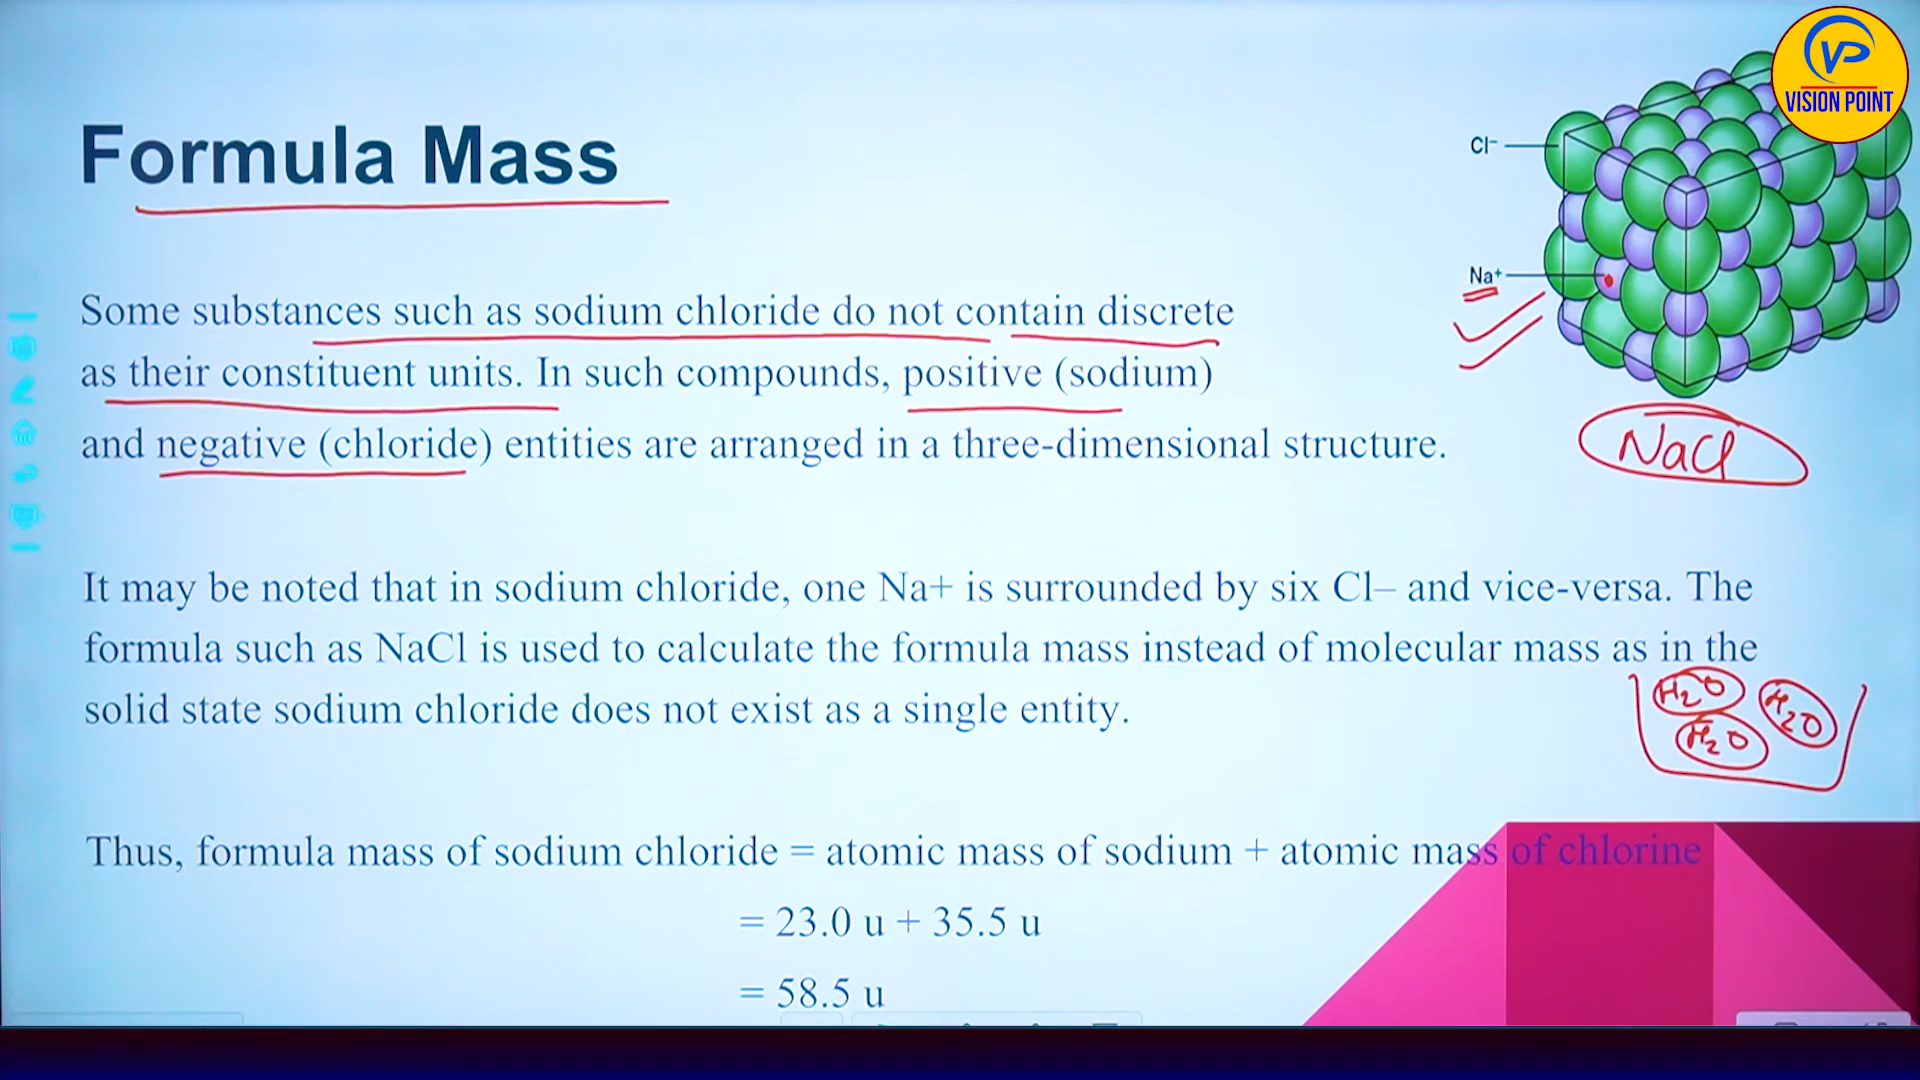 VP
VISION POINT
Formula Mass
Cl–
Na+
Some substances such as sodium chloride do not contain discrete
as their constituent units. In such compounds, positive (sodium)
and negative (chloride) entities are arranged in a three-dimensional structure.
NaCl
It may be noted that in sodium chloride, one Na+ is surrounded by six Cl– and vice-versa. The
formula such as NaCl is used to calculate the formula mass instead of molecular mass as in the
solid state sodium chloride does not exist as a single entity.
H2O H2O
H2O
Thus, formula mass of sodium chloride = atomic mass of sodium + atomic mass of chlorine
= 23.0 u + 35.5 u
= 58.5 u